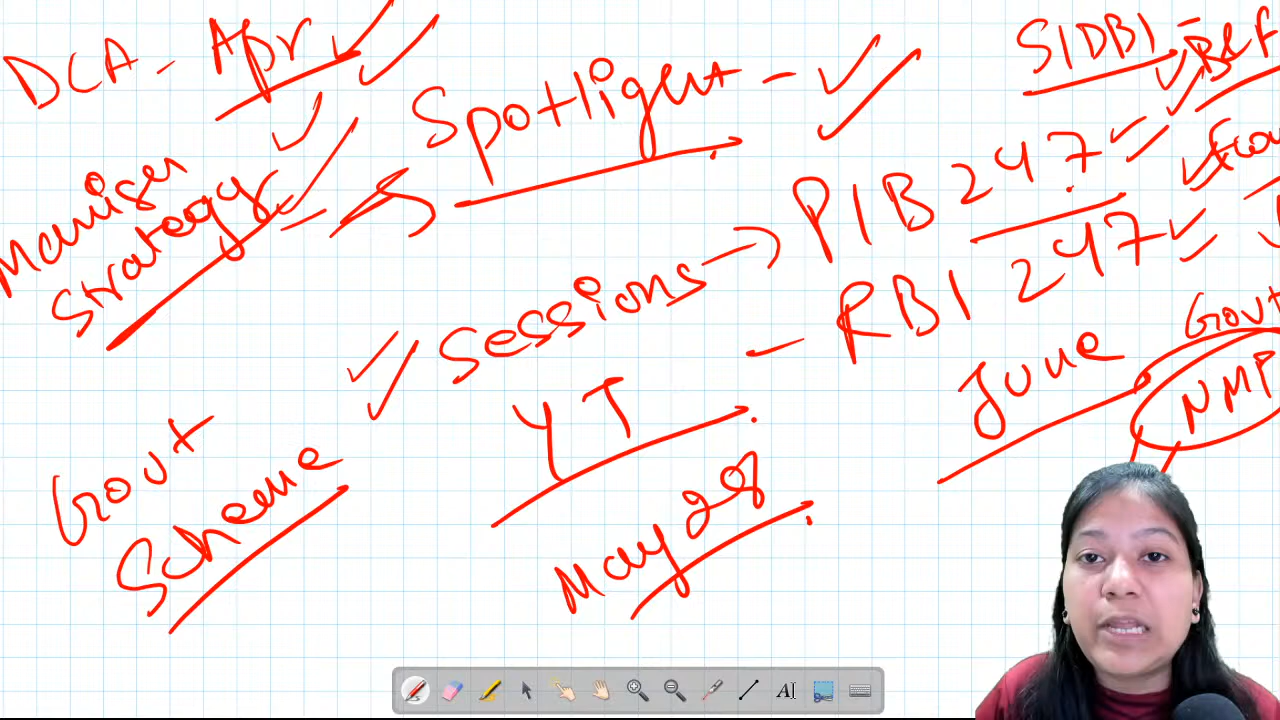 DCA - Apr
Spotlight -
SIDBI -
PIB 247
Strategy
Sessions → RBI 247
YT
June
Govt
NMP
Govt
Scheme
May 28
AI